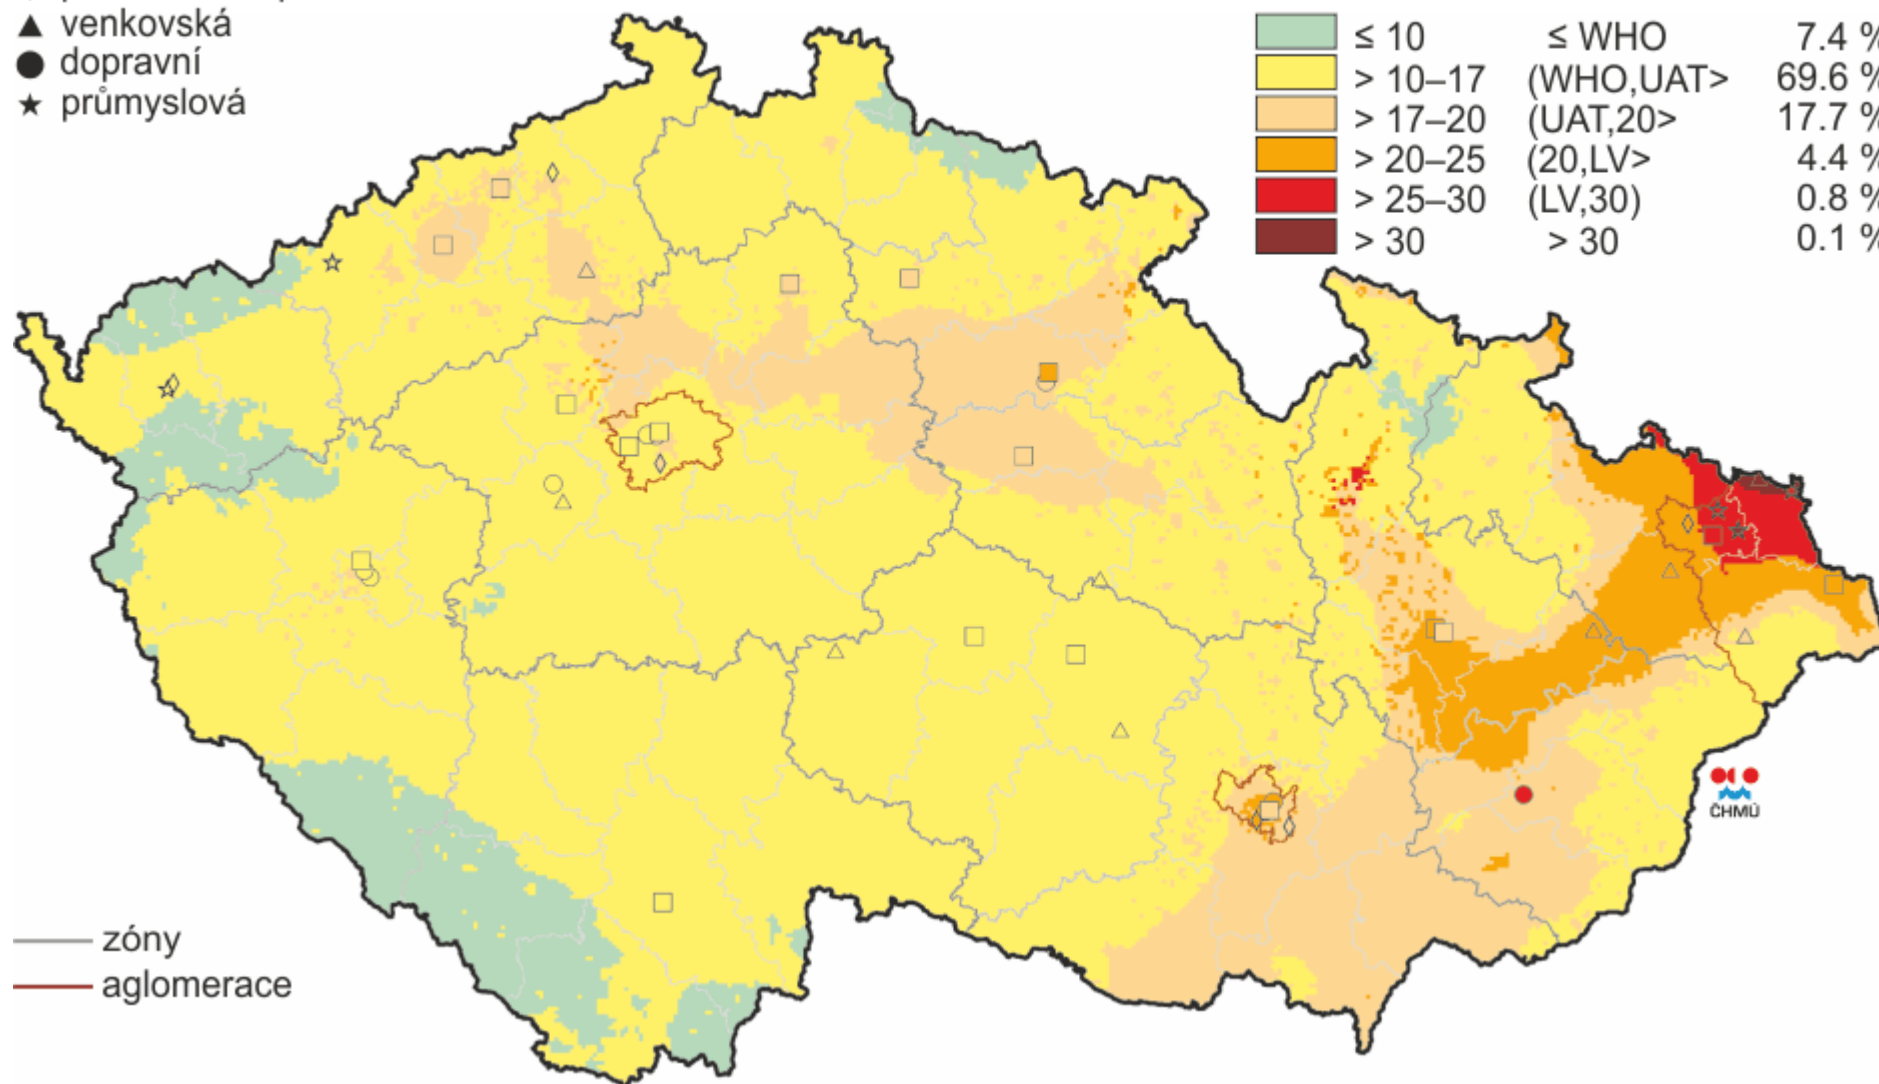 venkovská
dopravní
průmyslová
≤ 10 ≤ WHO 7.4 %
> 10–17 (WHO,UAT> 69.6 %
> 17–20 (UAT,20> 17.7 %
> 20–25 (20,LV> 4.4 %
> 25–30 (LV,30) 0.8 %
> 30 > 30 0.1 %
ČHMÚ
zóny
aglomerace